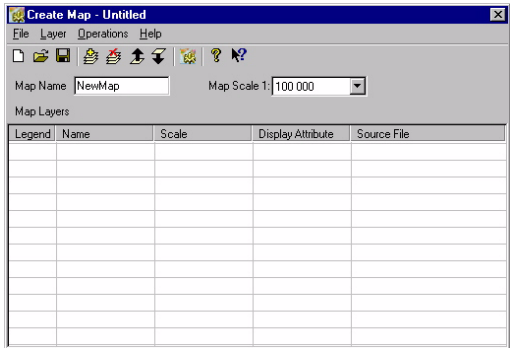 Create Map - Untitled
File Layer Operations Help
Map Name NewMap Map Scale 1: 100 000
Map Layers
Legend Name Scale Display Attribute Source File